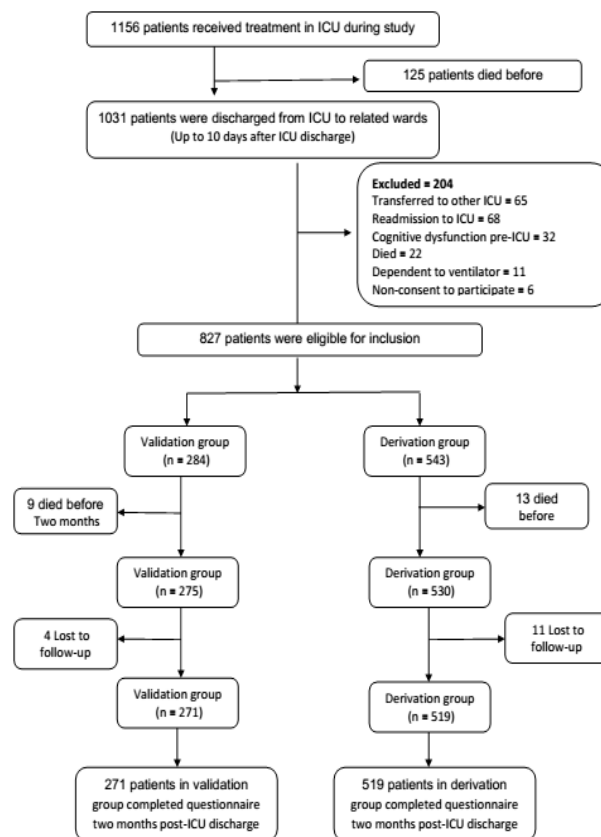 1156 patients received treatment in ICU during study
125 patients died before
1031 patients were discharged from ICU to related wards
(Up to 10 days after ICU discharge)
Excluded = 204
Transferred to other ICU = 65
Readmission to ICU = 68
Cognitive dysfunction pre-ICU = 32
Died = 22
Dependent to ventilator = 11
Non-consent to participate = 6
827 patients were eligible for inclusion
Validation group
(n = 284)
Derivation group
(n = 543)
9 died before
Two months
13 died
before
Validation group
(n = 275)
Derivation group
(n = 530)
4 Lost to
follow-up
11 Lost to
follow-up
Validation group
(n = 271)
Derivation group
(n = 519)
271 patients in validation
group completed questionnaire
two months post-ICU discharge
519 patients in derivation
group completed questionnaire
two months post-ICU discharge